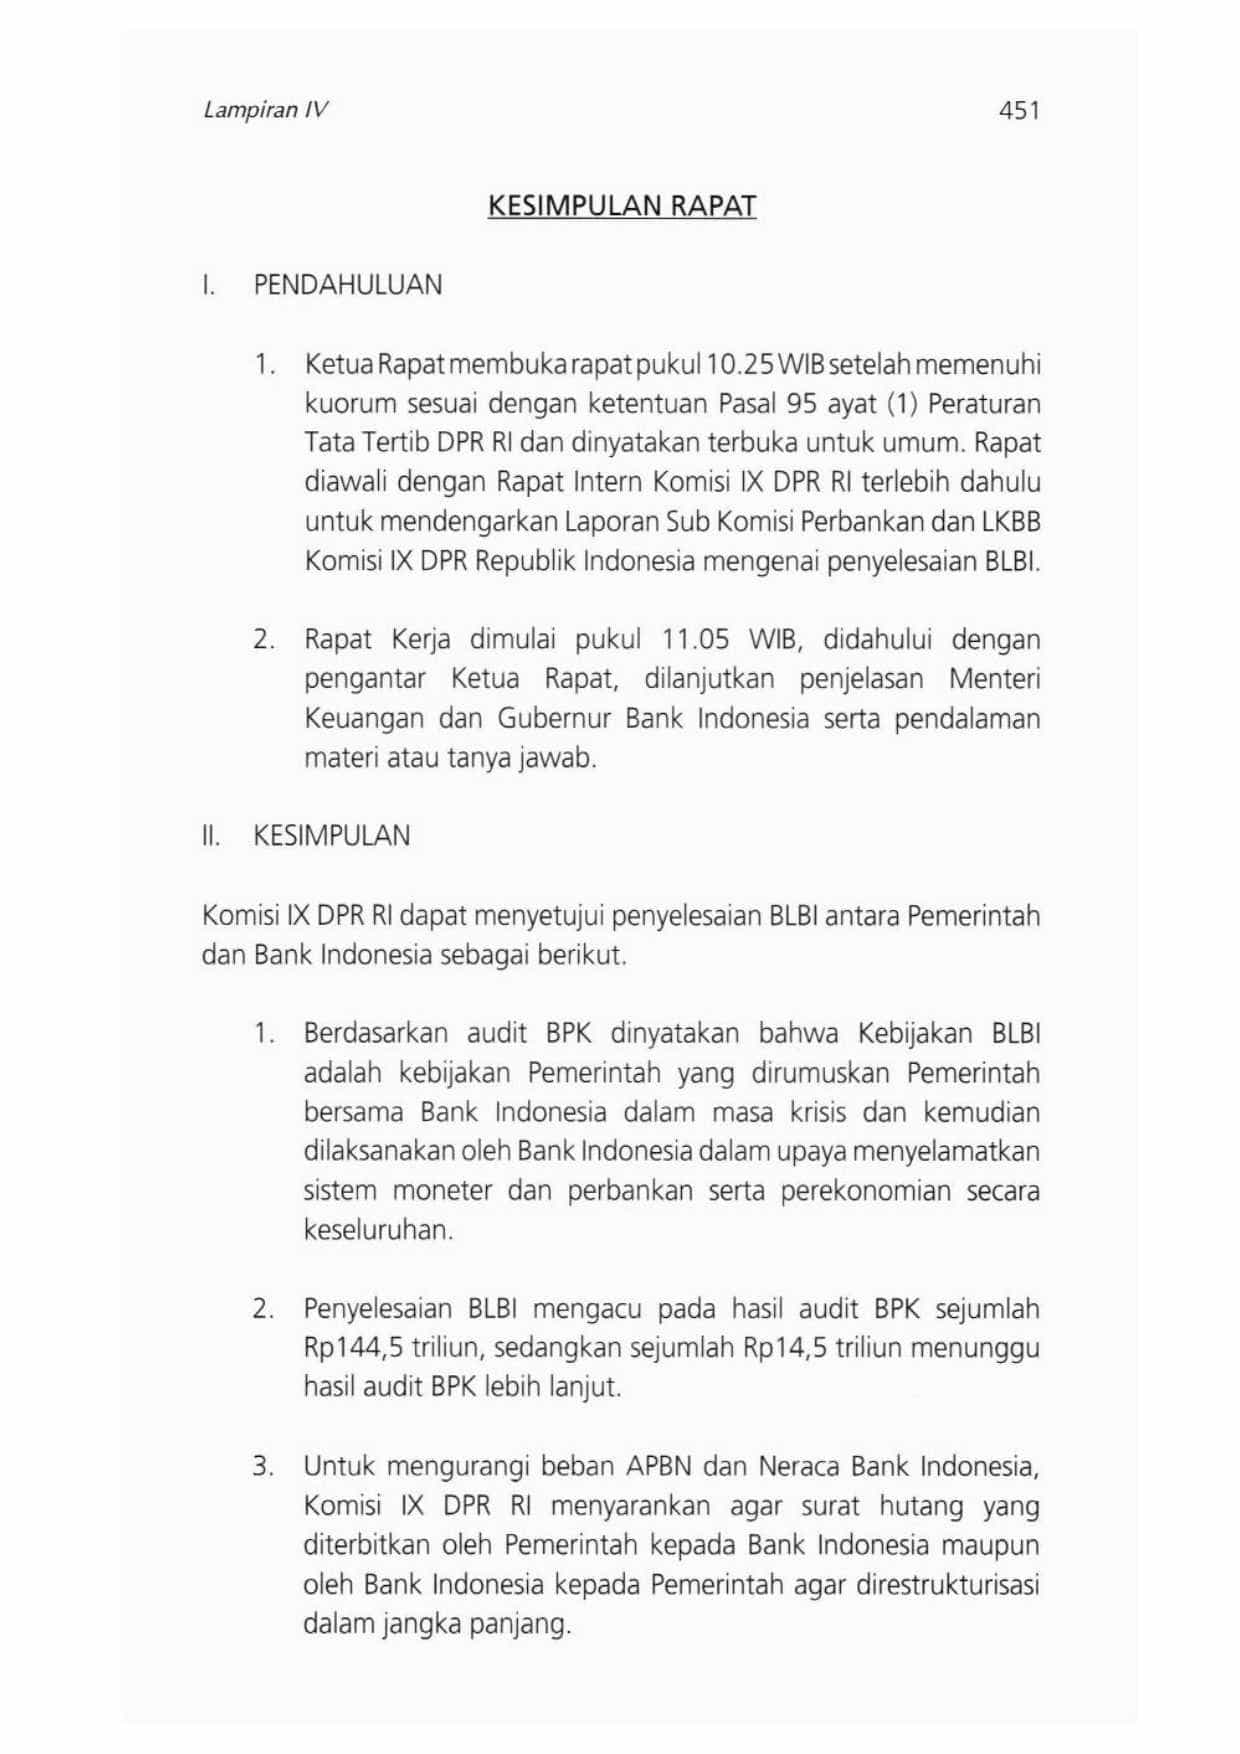 Lampiran IV 451
KESIMPULAN RAPAT
I. PENDAHULUAN
1. Ketua Rapat membuka rapat pukul 10.25 WIB setelah memenuhi
kuorum sesuai dengan ketentuan Pasal 95 ayat (1) Peraturan
Tata Tertib DPR RI dan dinyatakan terbuka untuk umum. Rapat
diawali dengan Rapat Intern Komisi IX DPR RI terlebih dahulu
untuk mendengarkan Laporan Sub Komisi Perbankan dan LKBB
Komisi IX DPR Republik Indonesia mengenai penyelesaian BLBI.
2. Rapat Kerja dimulai pukul 11.05 WIB, didahului dengan
pengantar Ketua Rapat, dilanjutkan penjelasan Menteri
Keuangan dan Gubernur Bank Indonesia serta pendalaman
materi atau tanya jawab.
II. KESIMPULAN
Komisi IX DPR RI dapat menyetujui penyelesaian BLBI antara Pemerintah
dan Bank Indonesia sebagai berikut.
1. Berdasarkan audit BPK dinyatakan bahwa Kebijakan BLBI
adalah kebijakan Pemerintah yang dirumuskan Pemerintah
bersama Bank Indonesia dalam masa krisis dan kemudian
dilaksanakan oleh Bank Indonesia dalam upaya menyelamatkan
sistem moneter dan perbankan serta perekonomian secara
keseluruhan.
2. Penyelesaian BLBI mengacu pada hasil audit BPK sejumlah
Rp144,5 triliun, sedangkan sejumlah Rp14,5 triliun menunggu
hasil audit BPK lebih lanjut.
3. Untuk mengurangi beban APBN dan Neraca Bank Indonesia,
Komisi IX DPR RI menyarankan agar surat hutang yang
diterbitkan oleh Pemerintah kepada Bank Indonesia maupun
oleh Bank Indonesia kepada Pemerintah agar direstrukturisasi
dalam jangka panjang.